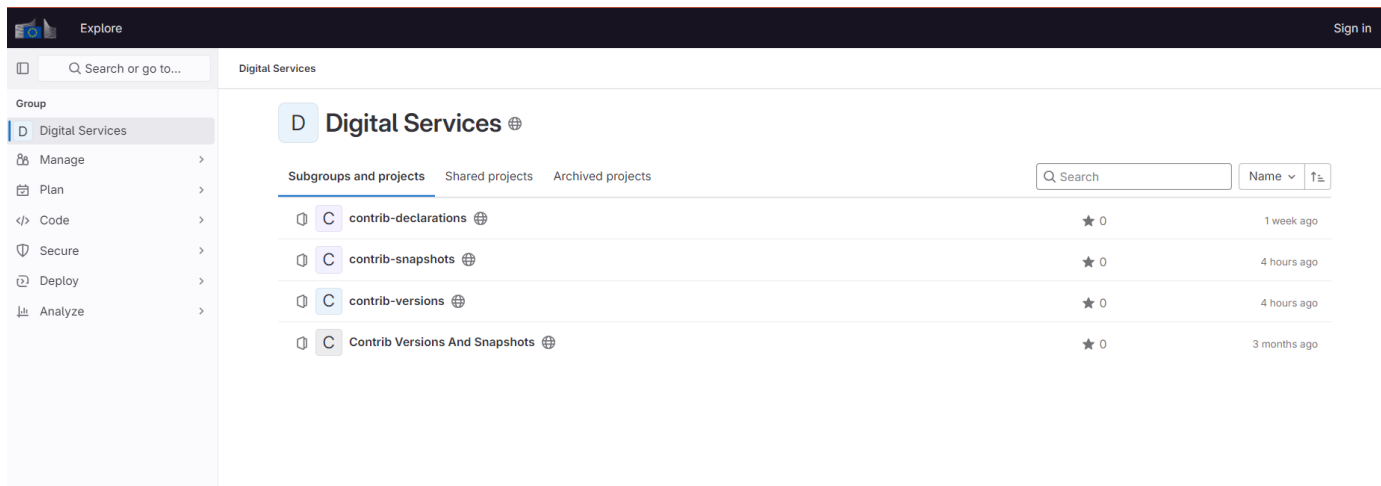 Explore
Sign in
Search or go to...
Digital Services
Group
D Digital Services
Manage
Plan
Code
Secure
Deploy
Analyze
D Digital Services
Subgroups and projects Shared projects Archived projects
Search
Name
C contrib-declarations 0 1 week ago
C contrib-snapshots 0 4 hours ago
C contrib-versions 0 4 hours ago
C Contrib Versions And Snapshots 0 3 months ago